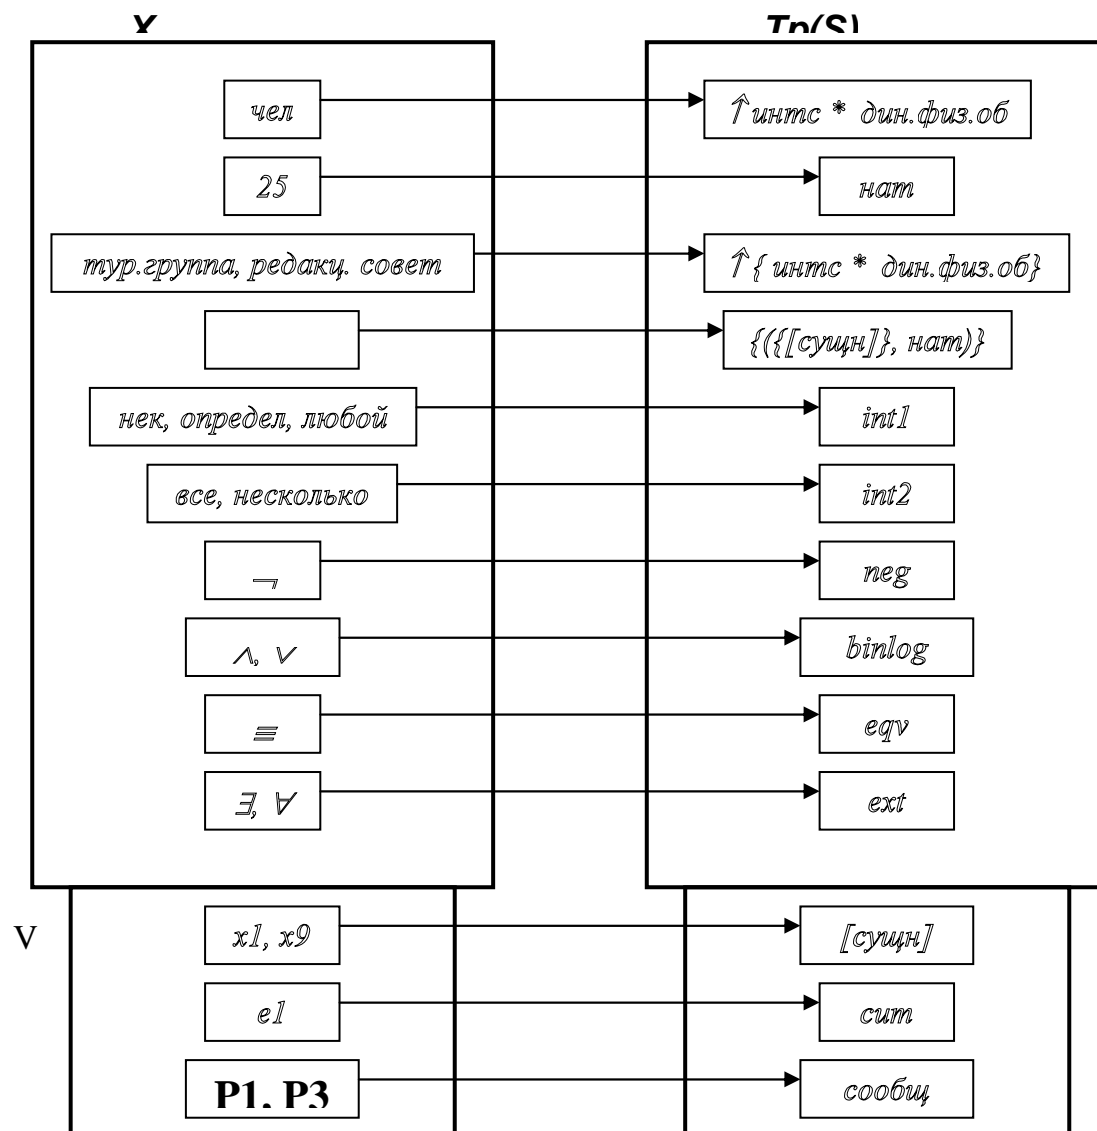 X Tp(S)
чел ↑интс * дин.физ.об
25 нат
тур.группа, редакц. совет ↑{ интс * дин.физ.об}
{({[сущн]}, нат)}
нек, определ, любой int1
все, несколько int2
¬ neg
∧, ∨ binlog
≡ eqv
∃, ∀ ext
V x1, x9 [сущн]
e1 сит
P1, P3 сообщ